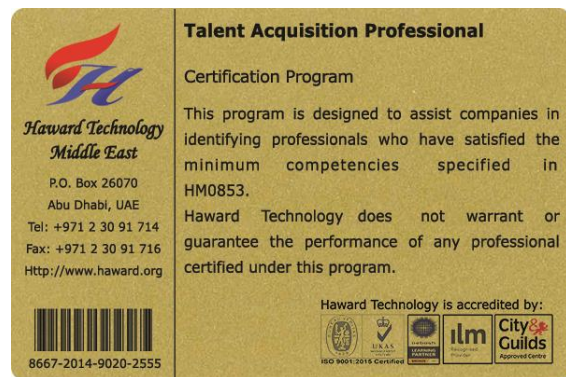 Haward Technology
Middle East
P.O. Box 26070
Abu Dhabi, UAE
Tel: +971 2 30 91 714
Fax: +971 2 30 91 716
Http://www.haward.org
8667-2014-9020-2555
Talent Acquisition Professional
Certification Program
This program is designed to assist companies in
identifying professionals who have satisfied the
minimum competencies specified in
HM0853.
Haward Technology does not warrant or
guarantee the performance of any professional
certified under this program.
Haward Technology is accredited by:
UKAS
ISO 9001:2015 Certified
LEARNING
PARTNER
ilm
Recognised
Provider
City&
Guilds
Approved Centre